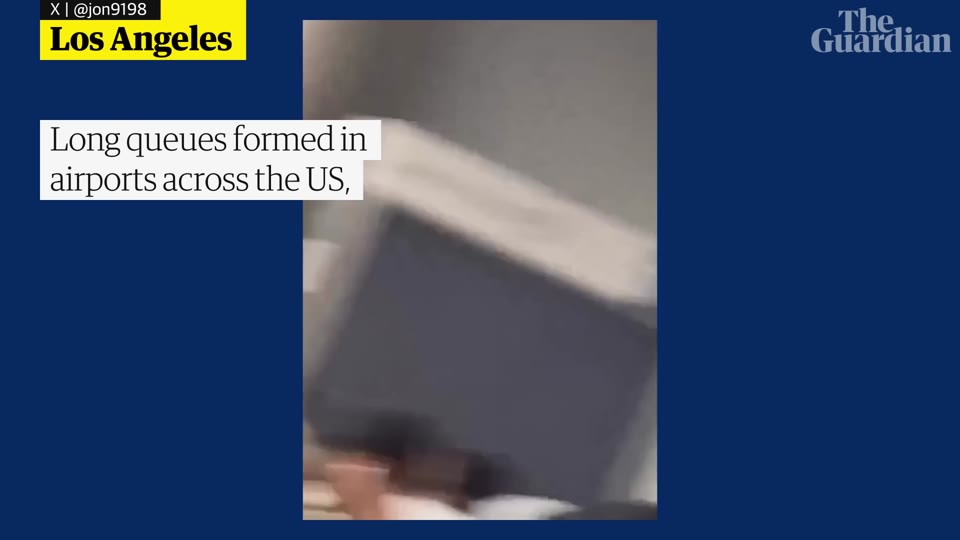 X | @jon9198
Los Angeles
The
Guardian
Long queues formed in
airports across the US,